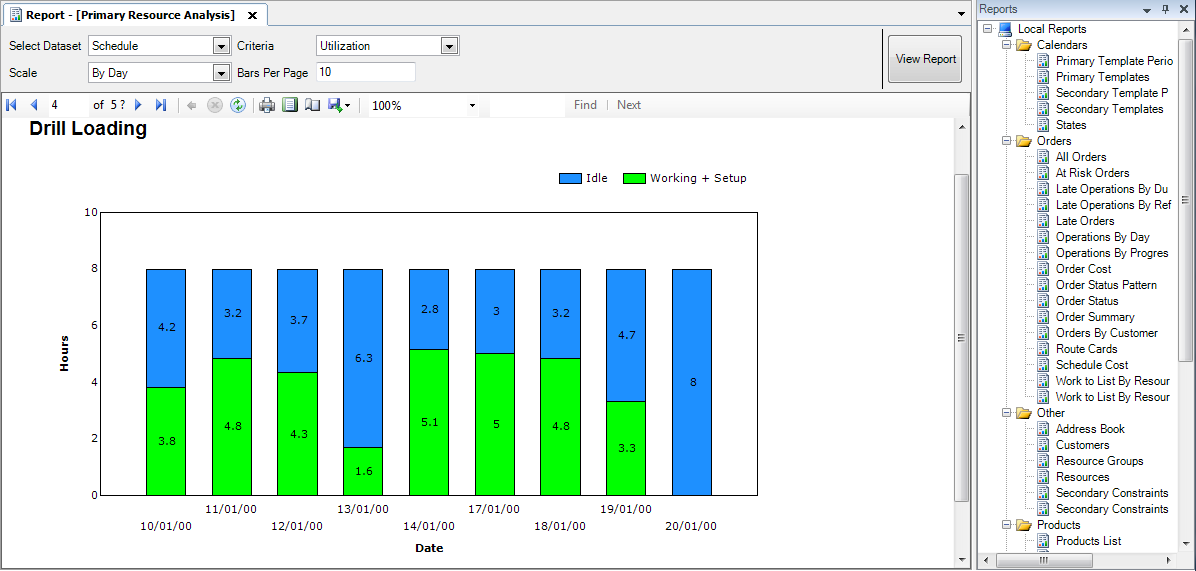 Report - [Primary Resource Analysis]
Select Dataset Schedule Criteria Utilization
Scale By Day Bars Per Page 10
View Report
4 of 5 ? 100% Find Next
Drill Loading
Idle Working + Setup
10
8
6
4
2
0
Hours
4.2 3.2 3.7 6.3 2.8 3 3.2 4.7 8
3.8 4.8 4.3 1.6 5.1 5 4.8 3.3
11/01/00 13/01/00 17/01/00 19/01/00
10/01/00 12/01/00 14/01/00 18/01/00 20/01/00
Date
Reports
Local Reports
Calendars
Primary Template Perio
Primary Templates
Secondary Template P
Secondary Templates
States
Orders
All Orders
At Risk Orders
Late Operations By Du
Late Operations By Ref
Late Orders
Operations By Day
Operations By Progres
Order Cost
Order Status Pattern
Order Status
Order Summary
Orders By Customer
Route Cards
Schedule Cost
Work to List By Resour
Work to List By Resour
Other
Address Book
Customers
Resource Groups
Resources
Secondary Constraints
Secondary Constraints
Products
Products List